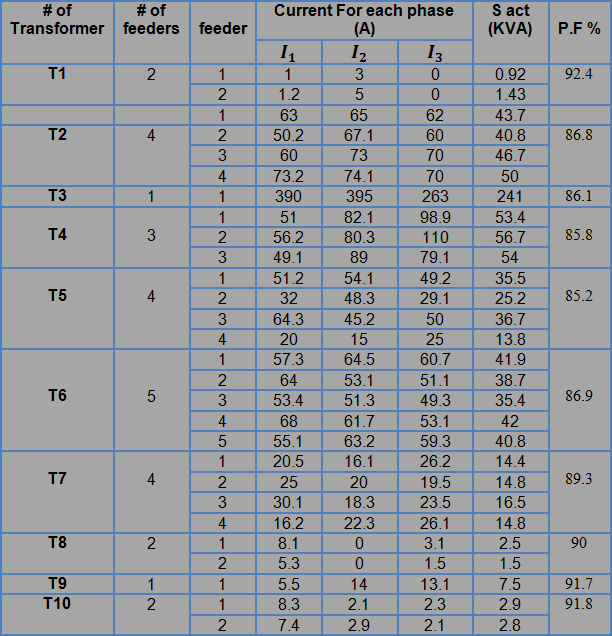 # of Transformer # of feeders feeder Current For each phase (A) S act (KVA) P.F %
I₁ I₂ I₃
T1 2 1 1 3 0 0.92 92.4
2 1.2 5 0 1.43
T2 4 1 63 65 62 43.7 86.8
2 50.2 67.1 60 40.8
3 60 73 70 46.7
4 73.2 74.1 70 50
T3 1 1 390 395 263 241 86.1
T4 3 1 51 82.1 98.9 53.4 85.8
2 56.2 80.3 110 56.7
3 49.1 89 79.1 54
T5 4 1 51.2 54.1 49.2 35.5 85.2
2 32 48.3 29.1 25.2
3 64.3 45.2 50 36.7
4 20 15 25 13.8
T6 5 1 57.3 64.5 60.7 41.9 86.9
2 64 53.1 51.1 38.7
3 53.4 51.3 49.3 35.4
4 68 61.7 53.1 42
5 55.1 63.2 59.3 40.8
T7 4 1 20.5 16.1 26.2 14.4 89.3
2 25 20 19.5 14.8
3 30.1 18.3 23.5 16.5
4 16.2 22.3 26.1 14.8
T8 2 1 8.1 0 3.1 2.5 90
2 5.3 0 1.5 1.5
T9 1 1 5.5 14 13.1 7.5 91.7
T10 2 1 8.3 2.1 2.3 2.9 91.8
2 7.4 2.9 2.1 2.8